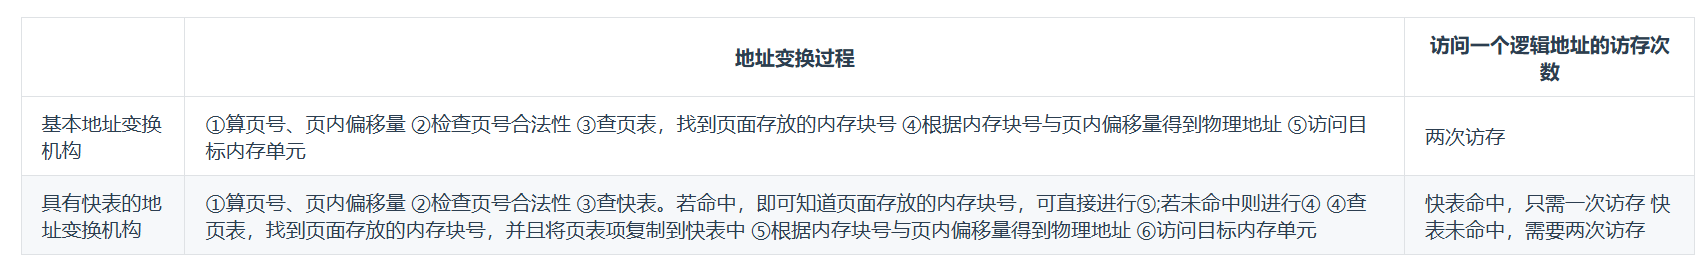 地址变换过程
访问一个逻辑地址的访存次
数
基本地址变换
机构
①算页号、页内偏移量 ②检查页号合法性 ③查页表，找到页面存放的内存块号 ④根据内存块号与页内偏移量得到物理地址 ⑤访问目
标内存单元
两次访存
具有快表的地
址变换机构
①算页号、页内偏移量 ②检查页号合法性 ③查快表。若命中，即可知道页面存放的内存块号，可直接进行⑤;若未命中则进行④ ④查
页表，找到页面存放的内存块号，并且将页表项复制到快表中 ⑤根据内存块号与页内偏移量得到物理地址 ⑥访问目标内存单元
快表命中，只需一次访存 快
表未命中，需要两次访存